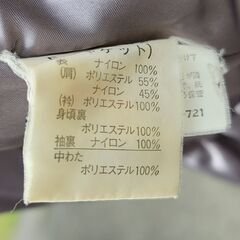 ケット)
表 ナイロン 100%
(肩) ポリエステル 55%
ナイロン 45%
(衿) ポリエステル100%
身頃裏
ポリエステル100%
袖裏 ナイロン 100%
中わた
ポリエステル100%
-721